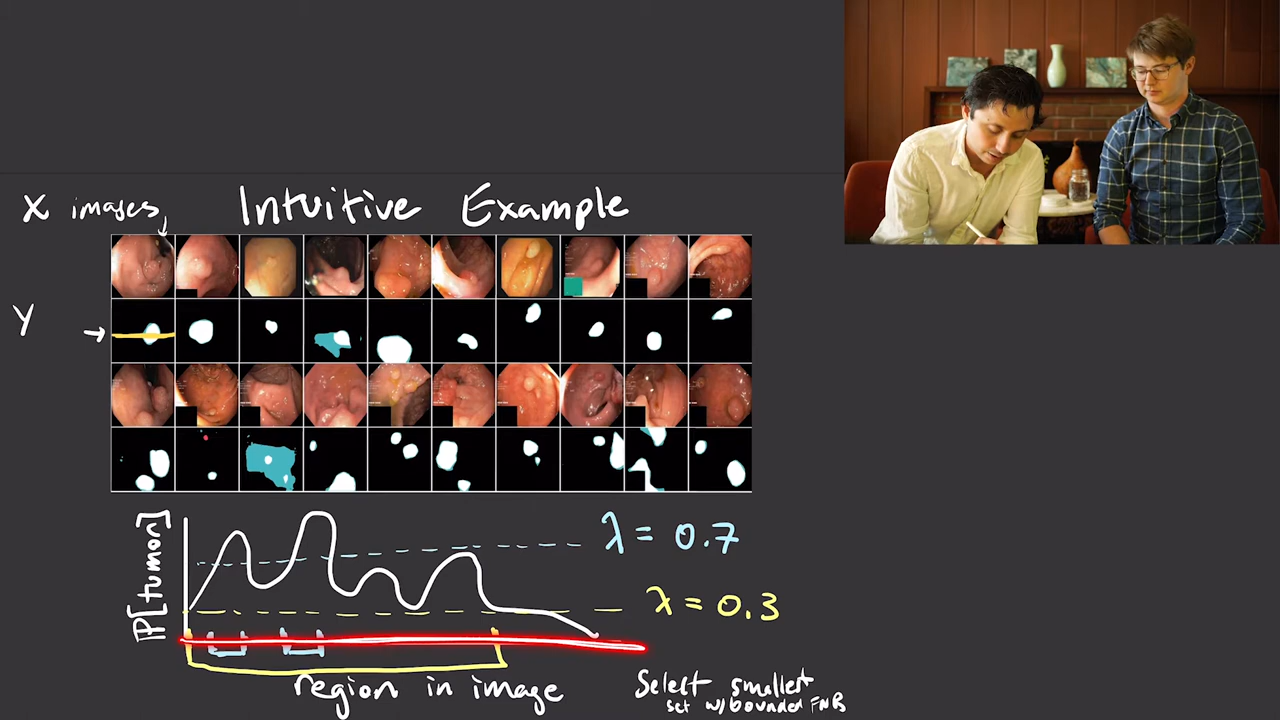 X images
Intuitive Example
Y
P[tumor]
λ = 0.7
λ = 0.3
region in image
Select smallest
set w/ bounded FNR